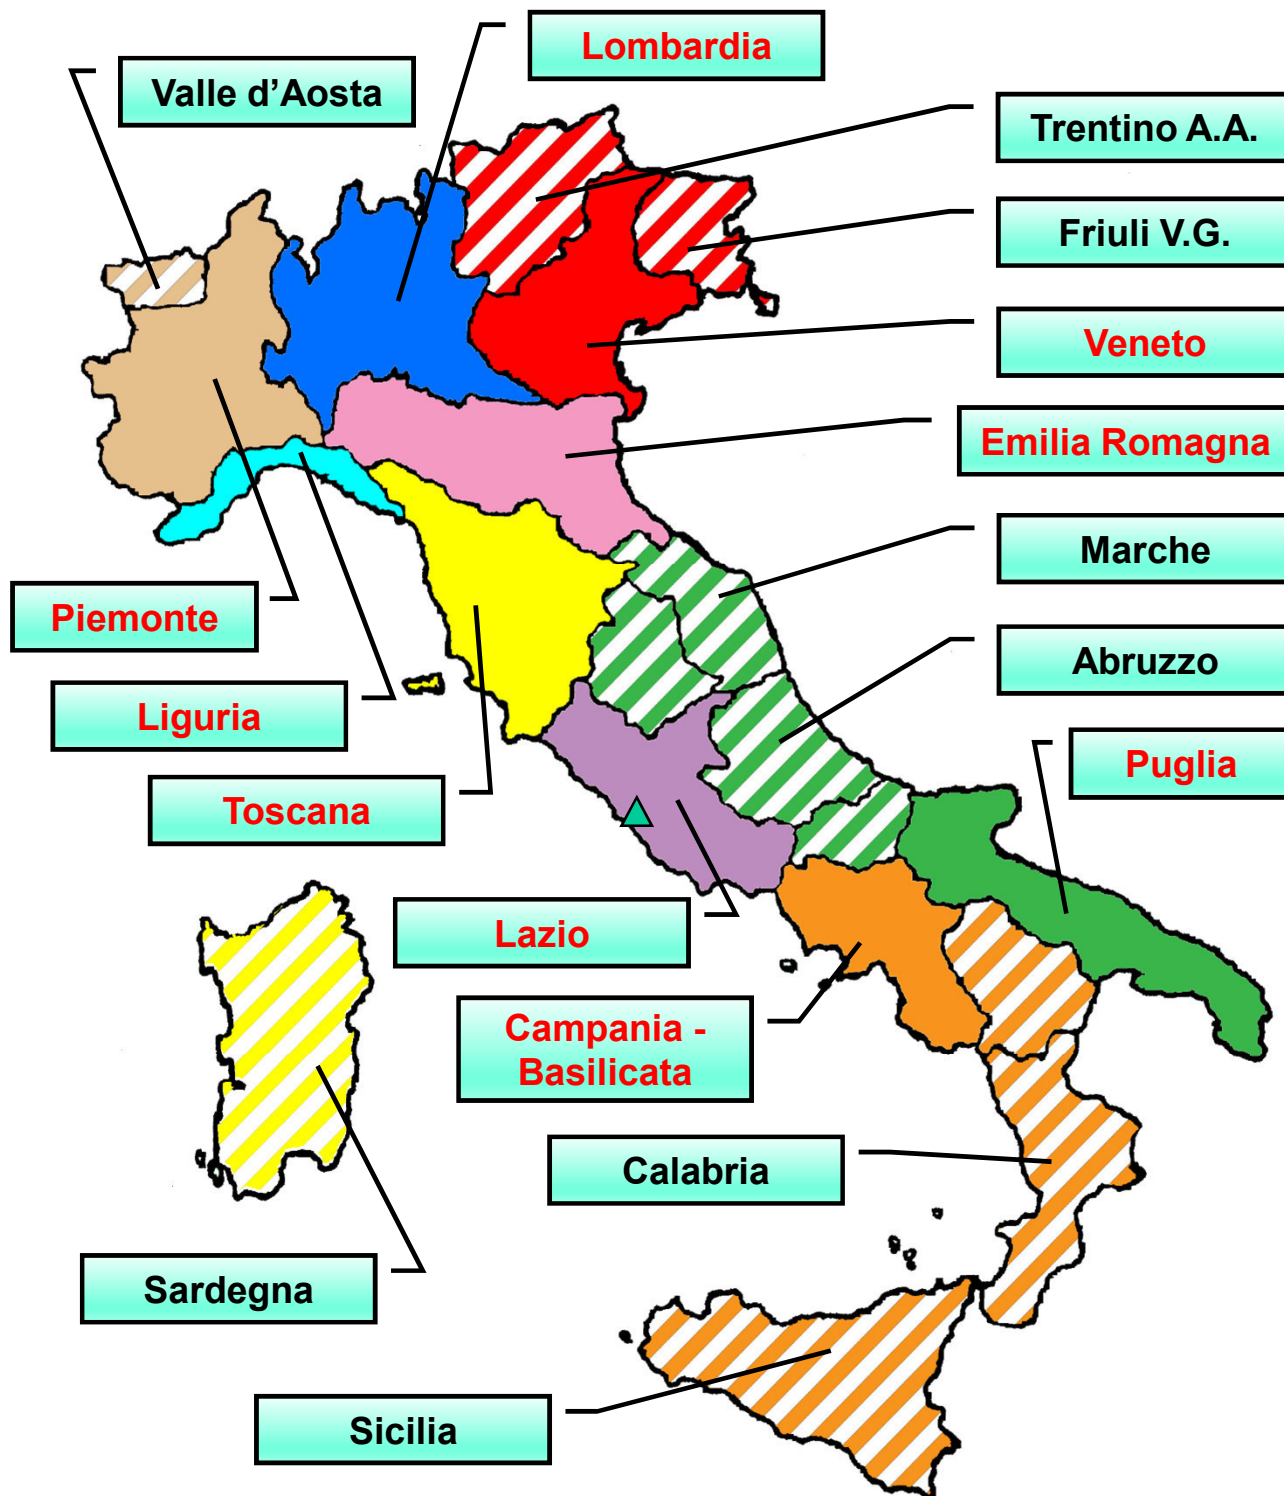 Lombardia
Valle d’Aosta
Trentino A.A.
Friuli V.G.
Veneto
Emilia Romagna
Marche
Piemonte
Abruzzo
Liguria
Puglia
Toscana
Lazio
Campania -
Basilicata
Calabria
Sardegna
Sicilia